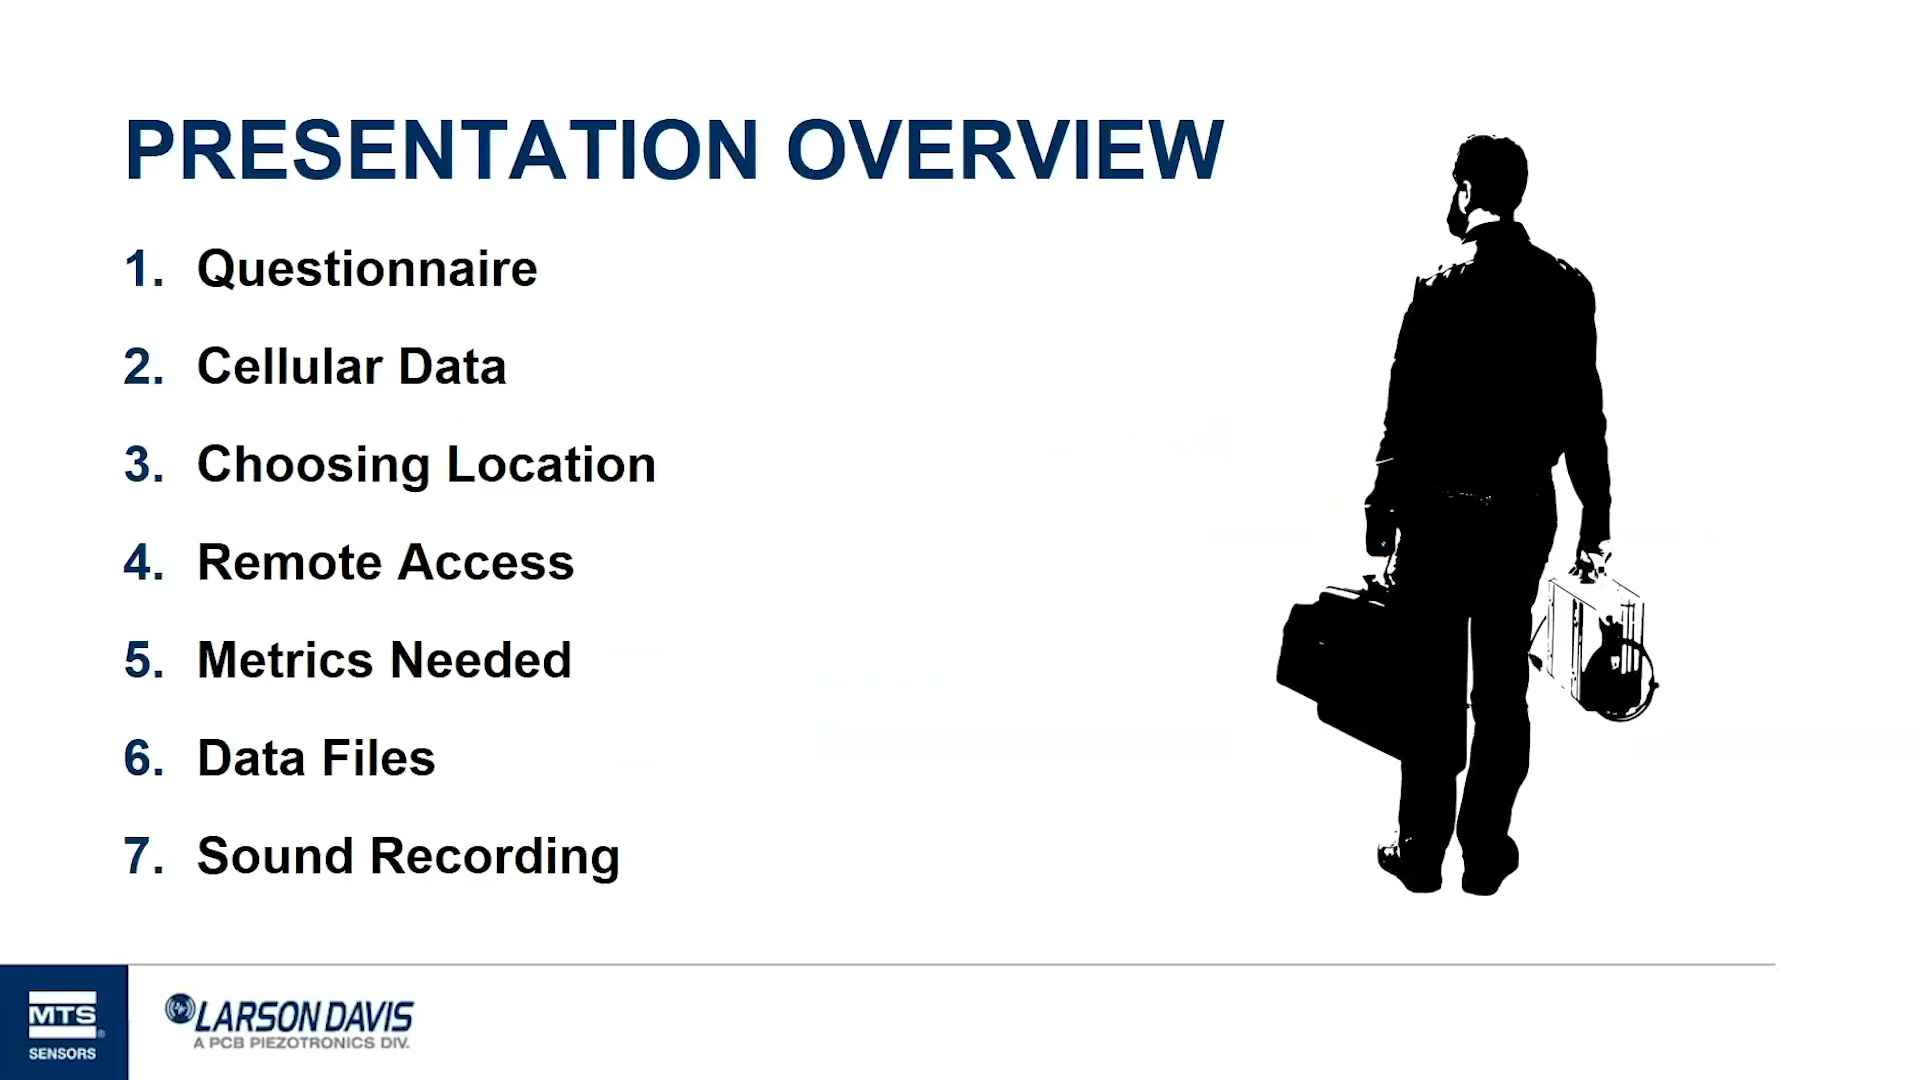 PRESENTATION OVERVIEW
1. Questionnaire
2. Cellular Data
3. Choosing Location
4. Remote Access
5. Metrics Needed
6. Data Files
7. Sound Recording
MTS®
SENSORS
LARSON DAVIS
A PCB PIEZOTRONICS DIV.